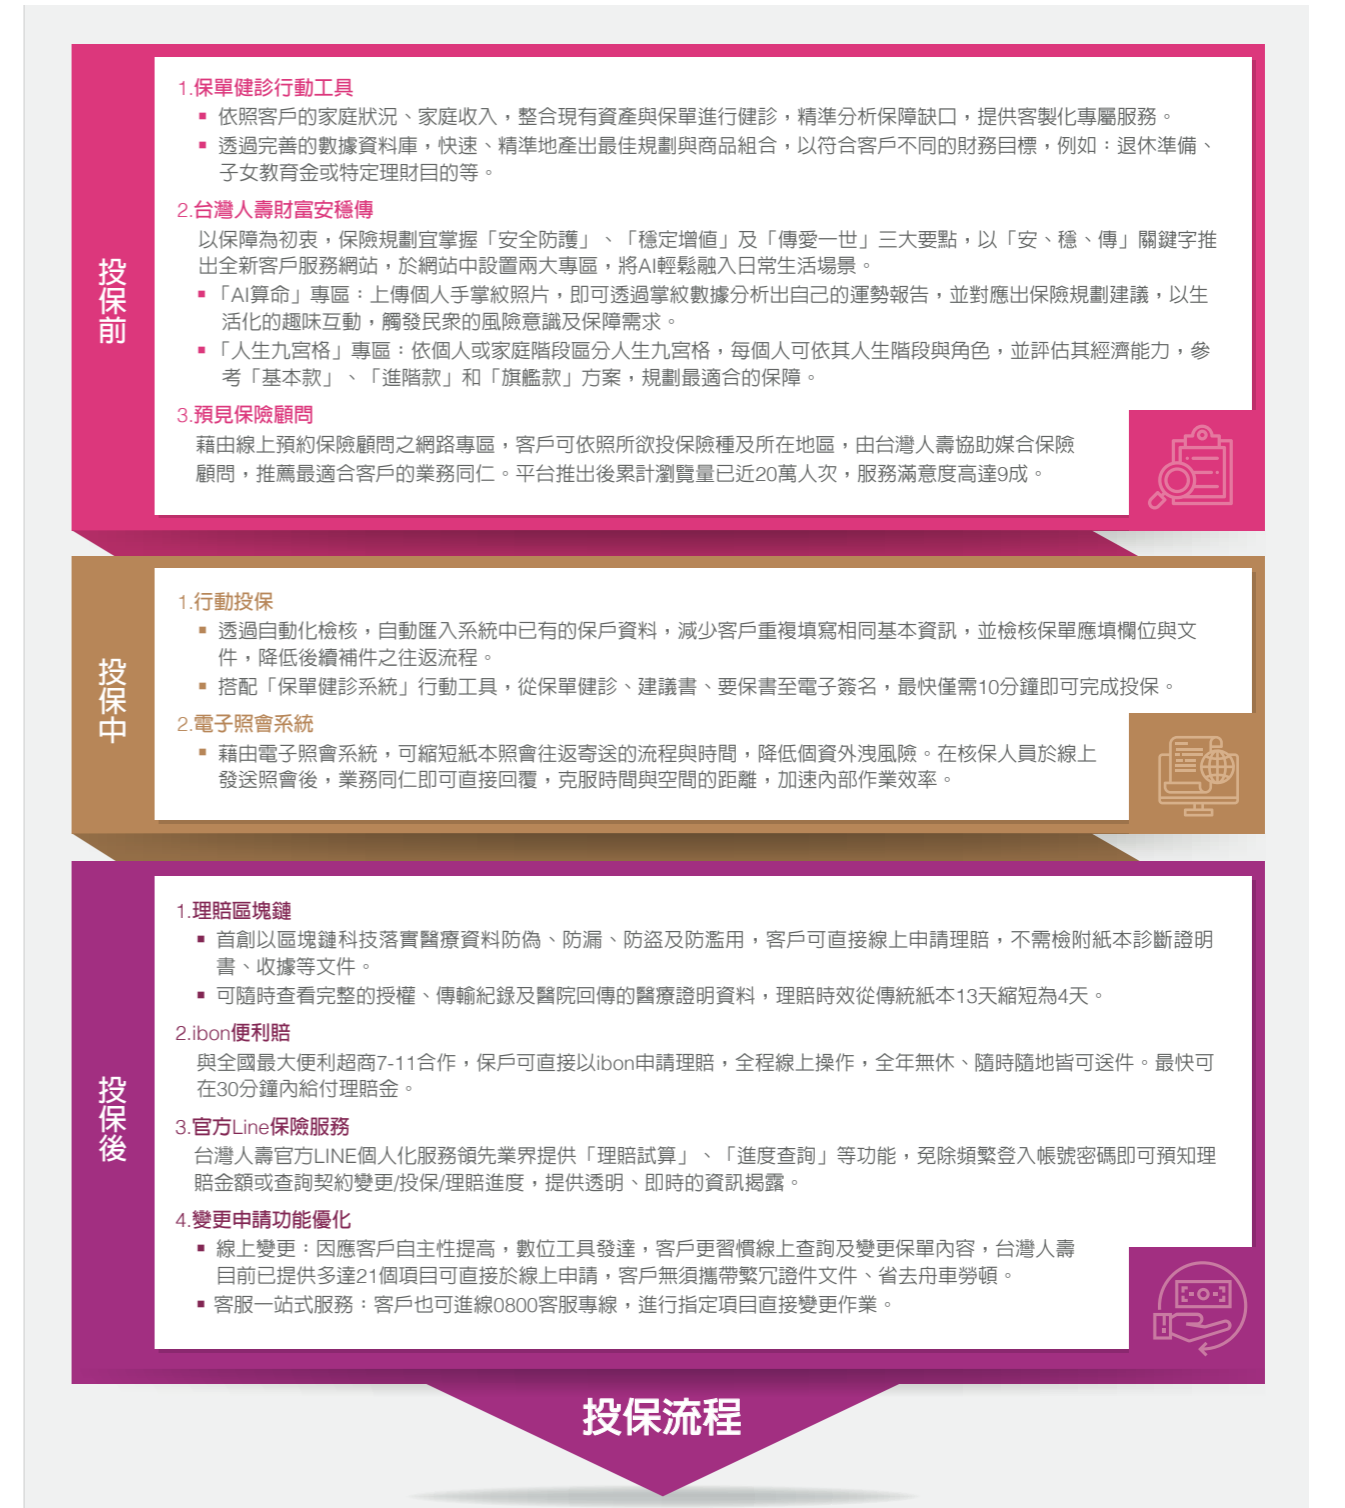 投保前
1.保單健診行動工具
▪ 依照客戶的家庭狀況、家庭收入，整合現有資產與保單進行健診，精準分析保障缺口，提供客製化專屬服務。
▪ 透過完善的數據資料庫，快速、精準地產出最佳規劃與商品組合，以符合客戶不同的財務目標，例如：退休準備、
子女教育金或特定理財目的等。
2.台灣人壽財富安穩傳
以保障為初衷，保險規劃宜掌握「安全防護」、「穩定增值」及「傳愛一世」三大要點，以「安、穩、傳」關鍵字推
出全新客戶服務網站，於網站中設置兩大專區，將AI輕鬆融入日常生活場景。
▪ 「AI算命」專區：上傳個人手掌紋照片，即可透過掌紋數據分析出自己的運勢報告，並對應出保險規劃建議，以生
活化的趣味互動，觸發民眾的風險意識及保障需求。
▪ 「人生九宮格」專區：依個人或家庭階段區分人生九宮格，每個人可依其人生階段與角色，並評估其經濟能力，參
考「基本款」、「進階款」和「旗艦款」方案，規劃最適合的保障。
3.預見保險顧問
藉由線上預約保險顧問之網路專區，客戶可依照所欲投保險種及所在地區，由台灣人壽協助媒合保險
顧問，推薦最適合客戶的業務同仁。平台推出後累計瀏覽量已近20萬人次，服務滿意度高達9成。
投保中
1.行動投保
▪ 透過自動化檢核，自動匯入系統中已有的保戶資料，減少客戶重複填寫相同基本資訊，並檢核保單應填欄位與文
件，降低後續補件之往返流程。
▪ 搭配「保單健診系統」行動工具，從保單健診、建議書、要保書至電子簽名，最快僅需10分鐘即可完成投保。
2.電子照會系統
▪ 藉由電子照會系統，可縮短紙本照會往返寄送的流程與時間，降低個資外洩風險。在核保人員於線上
發送照會後，業務同仁即可直接回覆，克服時間與空間的距離，加速內部作業效率。
投保後
1.理賠區塊鏈
▪ 首創以區塊鏈科技落實醫療資料防偽、防漏、防盜及防濫用，客戶可直接線上申請理賠，不需檢附紙本診斷證明
書、收據等文件。
▪ 可隨時查看完整的授權、傳輸紀錄及醫院回傳的醫療證明資料，理賠時效從傳統紙本13天縮短為4天。
2.ibon便利賠
與全國最大便利超商7-11合作，保戶可直接以ibon申請理賠，全程線上操作，全年無休、隨時隨地皆可送件。最快可
在30分鐘內給付理賠金。
3.官方Line保險服務
台灣人壽官方LINE個人化服務領先業界提供「理賠試算」、「進度查詢」等功能，免除頻繁登入帳號密碼即可預知理
賠金額或查詢契約變更/投保/理賠進度，提供透明、即時的資訊揭露。
4.變更申請功能優化
▪ 線上變更：因應客戶自主性提高，數位工具發達，客戶更習慣線上查詢及變更保單內容，台灣人壽
目前已提供多達21個項目可直接於線上申請，客戶無須攜帶繁冗證件文件、省去舟車勞頓。
▪ 客服一站式服務：客戶也可進線0800客服專線，進行指定項目直接變更作業。
投保流程